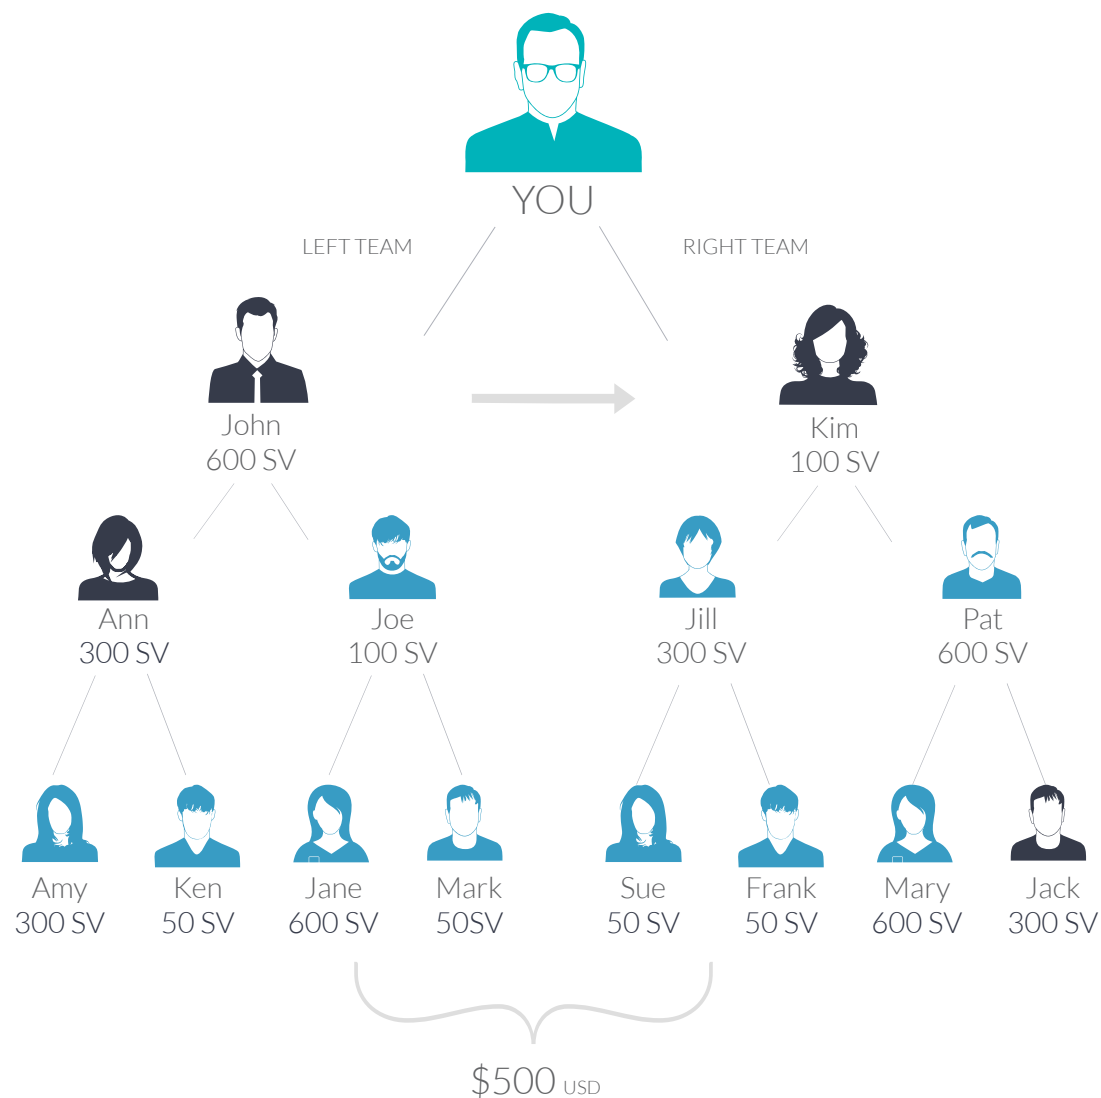 YOU
LEFT TEAM
RIGHT TEAM
John
600 SV
Kim
100 SV
Ann
300 SV
Joe
100 SV
Jill
300 SV
Pat
600 SV
Amy
300 SV
Ken
50 SV
Jane
600 SV
Mark
50SV
Sue
50 SV
Frank
50 SV
Mary
600 SV
Jack
300 SV
$500 USD